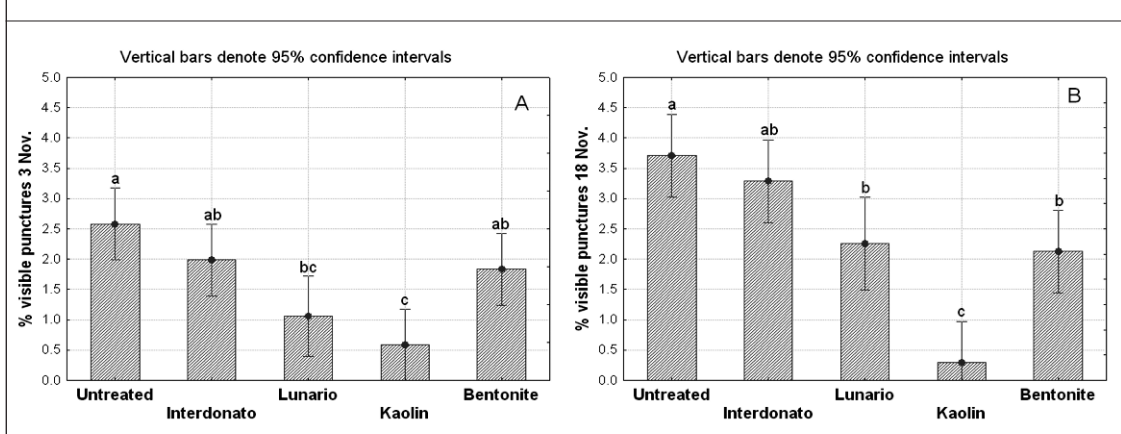 Vertical bars denote 95% confidence intervals
A
% visible punctures 3 Nov.
5.0
4.5
4.0
3.5
3.0
2.5
2.0
1.5
1.0
0.5
0.0
a
ab
bc
c
ab
Untreated
Interdonato
Lunario
Kaolin
Bentonite
Vertical bars denote 95% confidence intervals
B
% visible punctures 18 Nov.
5.0
4.5
4.0
3.5
3.0
2.5
2.0
1.5
1.0
0.5
0.0
a
ab
b
c
b
Untreated
Interdonato
Lunario
Kaolin
Bentonite